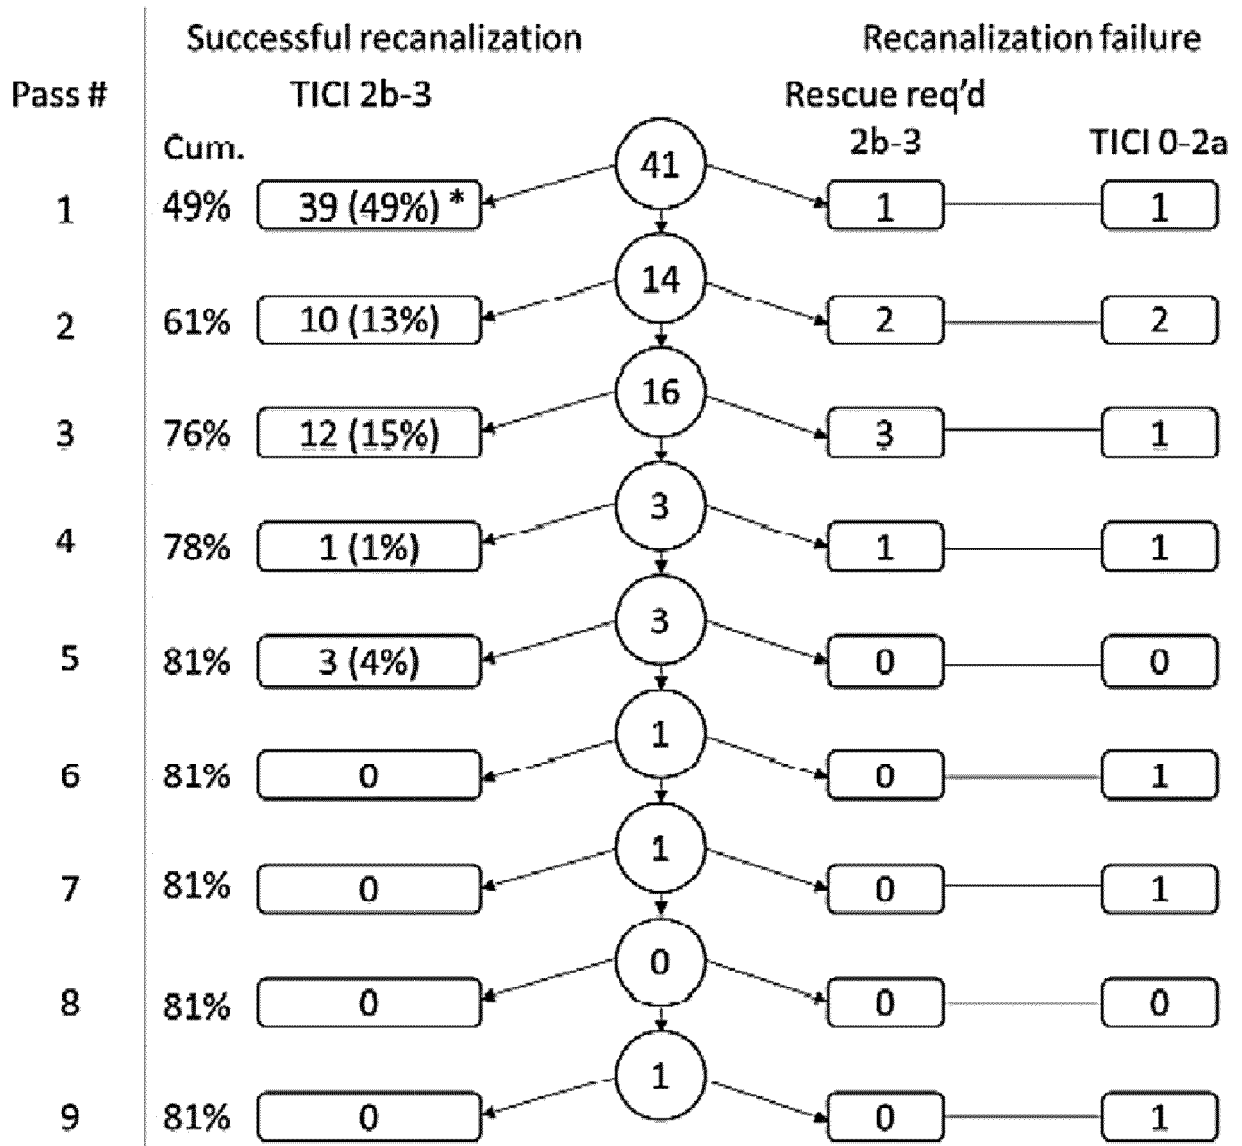 Successful recanalization Recanalization failure
Pass # TICI 2b-3 Rescue req'd
Cum. 2b-3 TICI 0-2a
41
1 49% 39 (49%) * 1 1
14
2 61% 10 (13%) 2 2
16
3 76% 12 (15%) 3 1
3
4 78% 1 (1%) 1 1
3
5 81% 3 (4%) 0 0
1
6 81% 0 0 1
1
7 81% 0 0 1
0
8 81% 0 0 0
1
9 81% 0 0 1